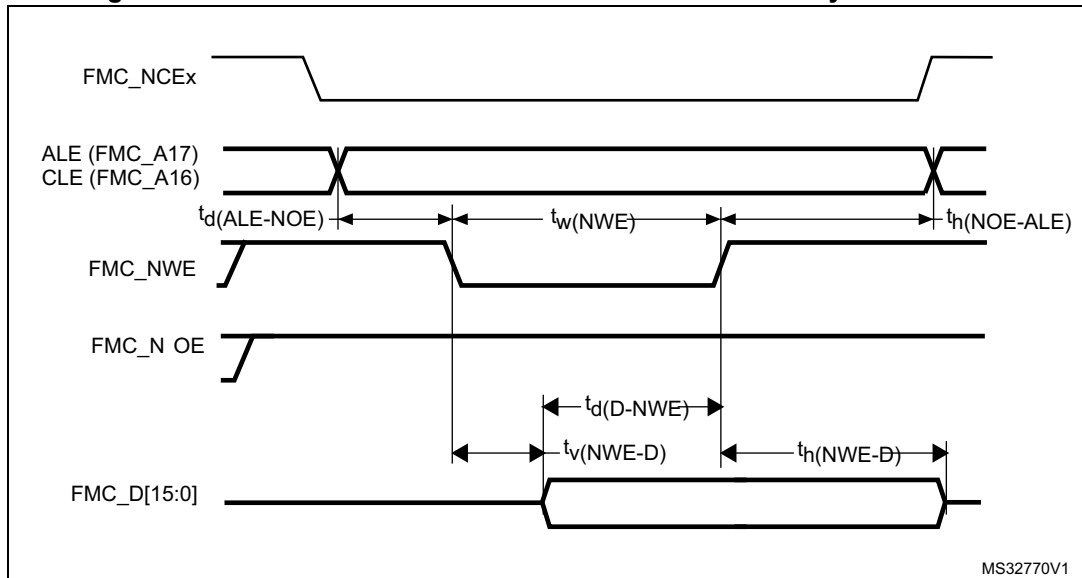 FMC_NCEx
ALE (FMC_A17)
CLE (FMC_A16)
td(ALE-NOE)
tw(NWE)
th(NOE-ALE)
FMC_NWE
FMC_N OE
td(D-NWE)
tv(NWE-D)
th(NWE-D)
FMC_D[15:0]
MS32770V1